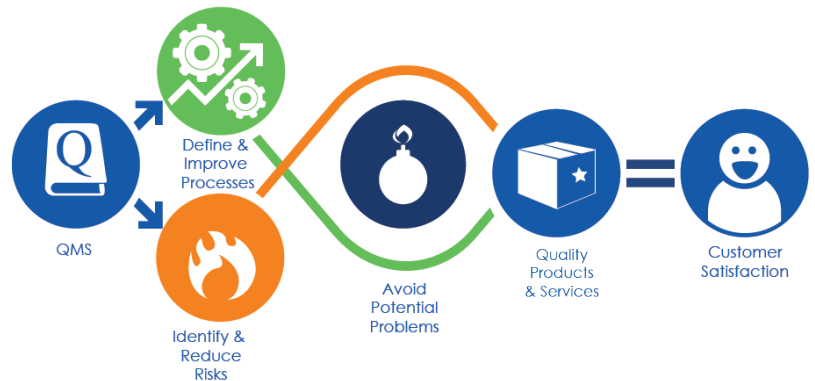 Q
QMS
Define &
Improve
Processes
Identify &
Reduce
Risks
Avoid
Potential
Problems
Quality
Products
& Services
Customer
Satisfaction